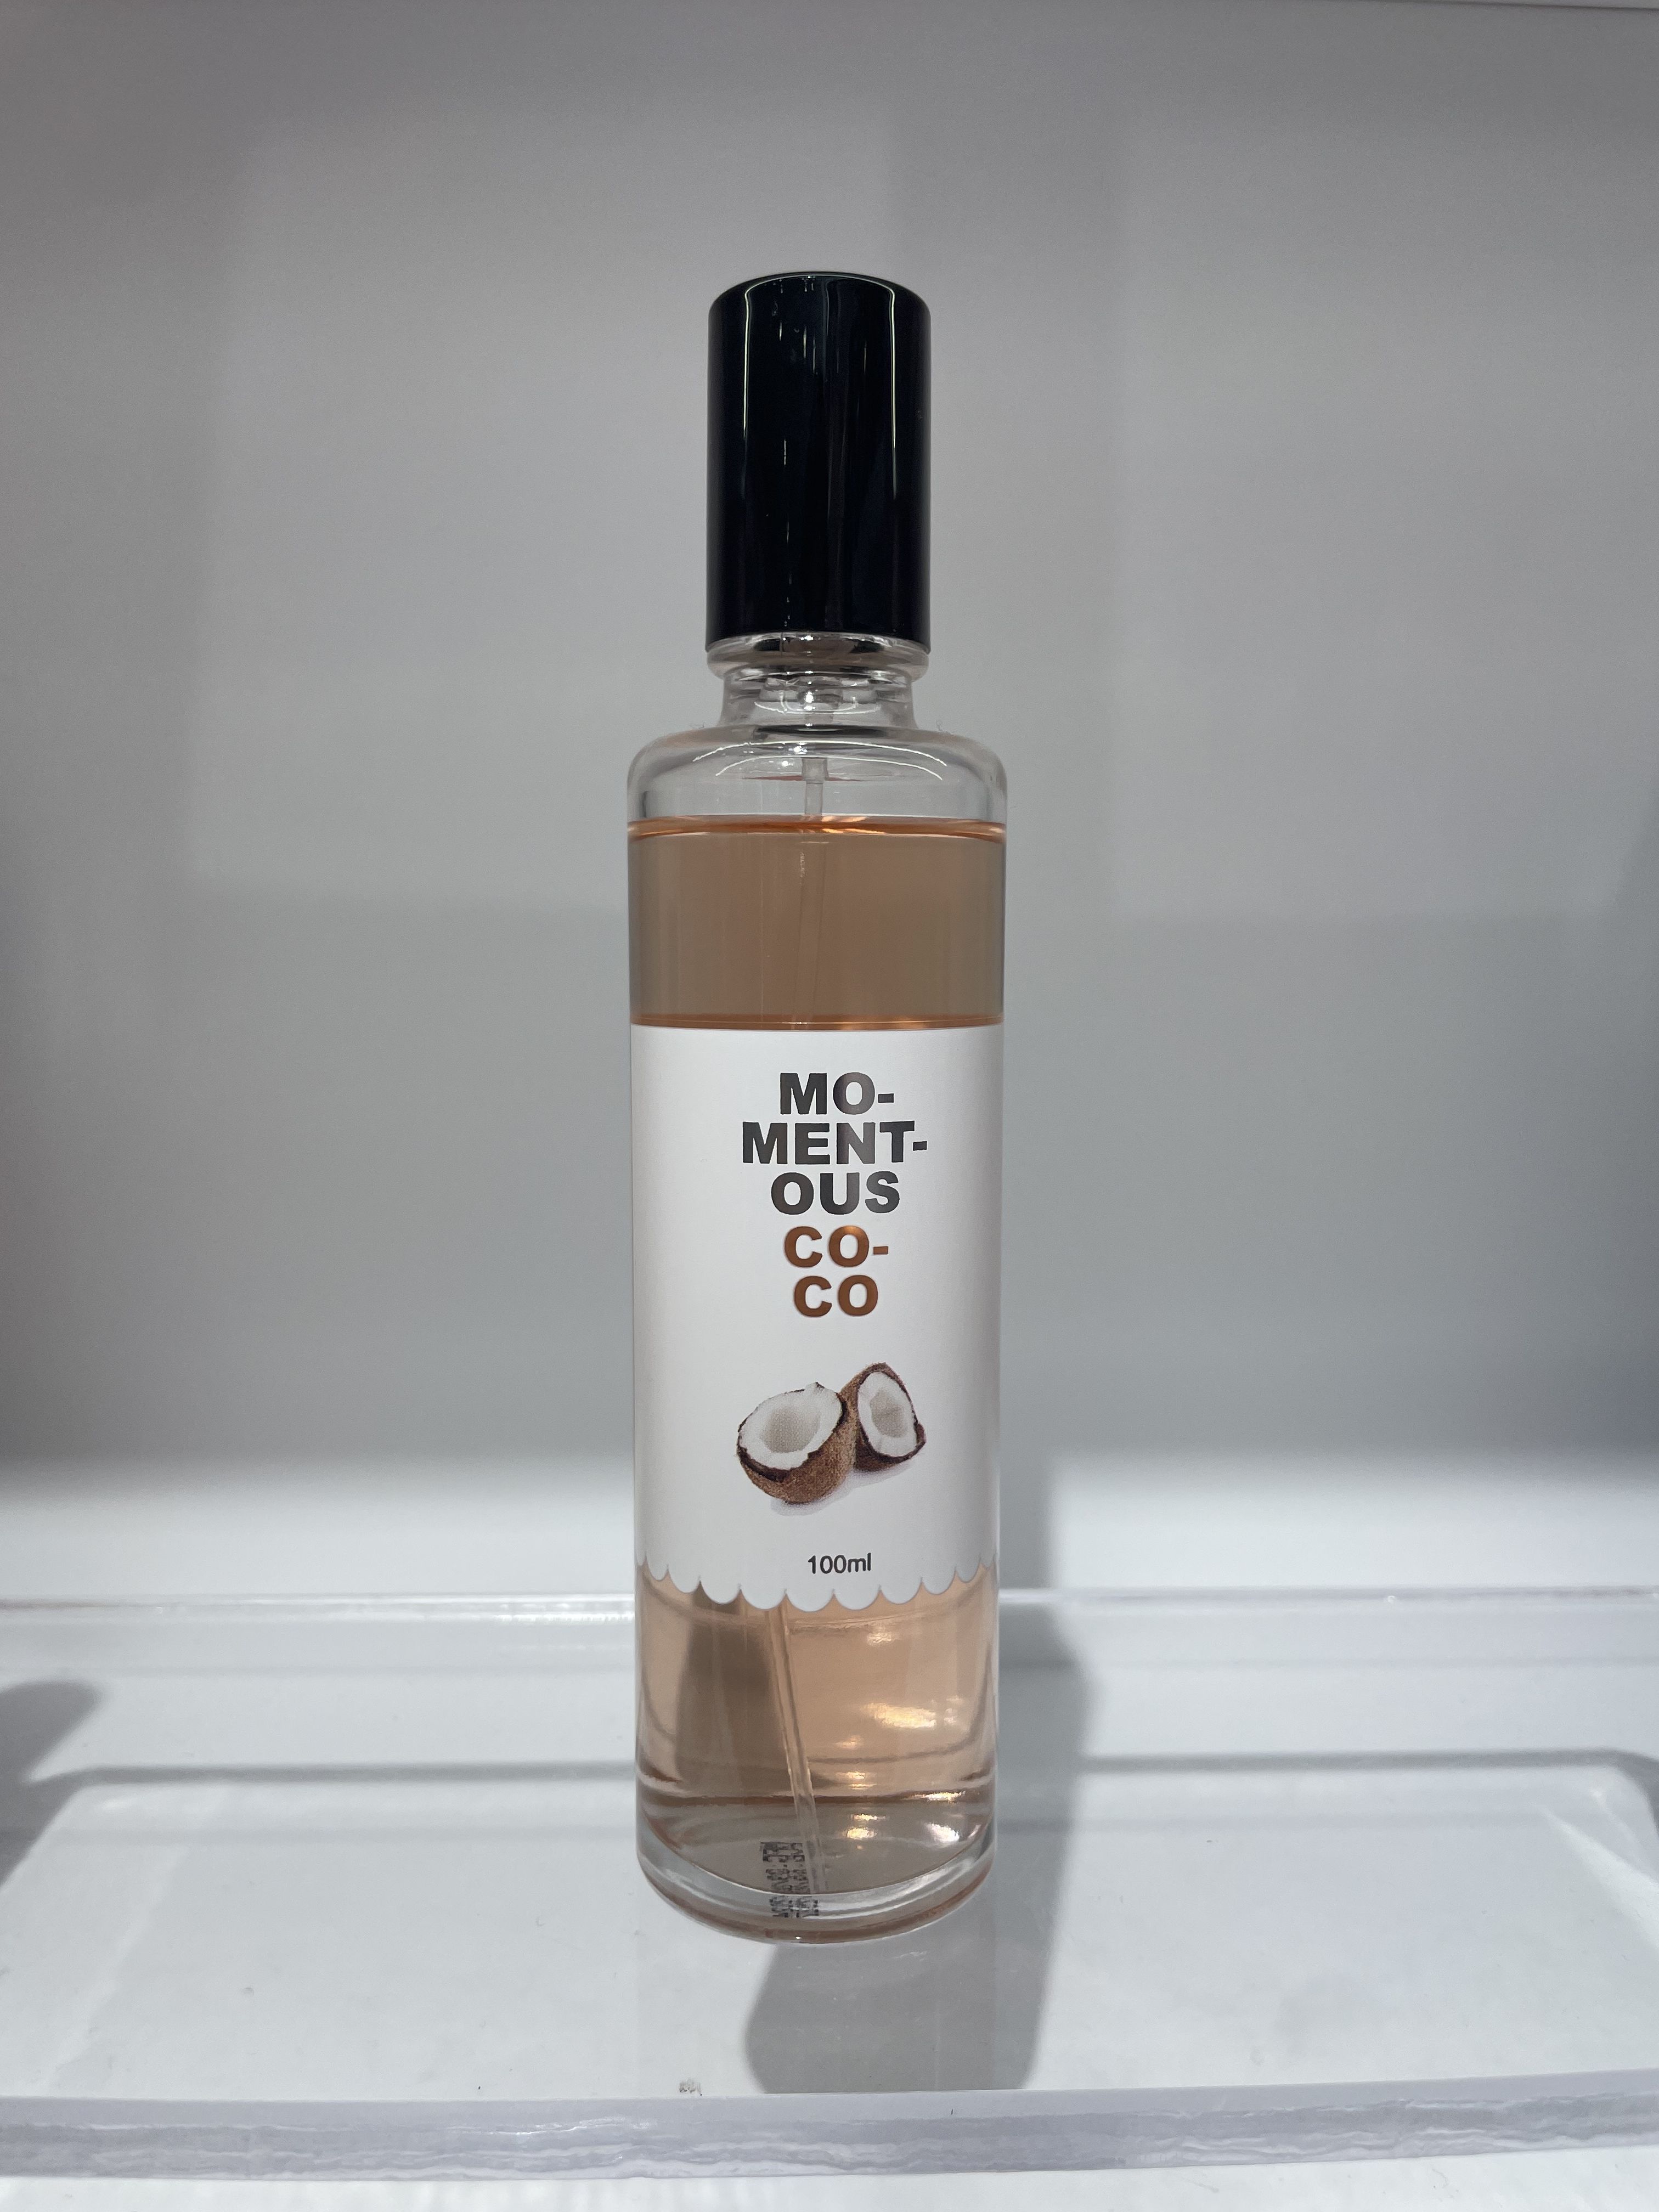 MO-
MENT-
OUS
CO-
CO
100ml